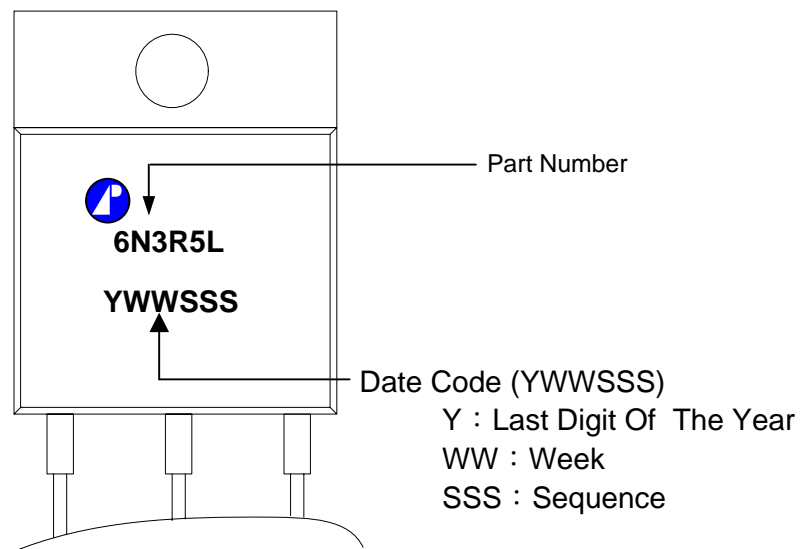 Part Number
6N3R5L
YWWSSS
Date Code (YWWSSS)
Y：Last Digit Of The Year
WW：Week
SSS：Sequence